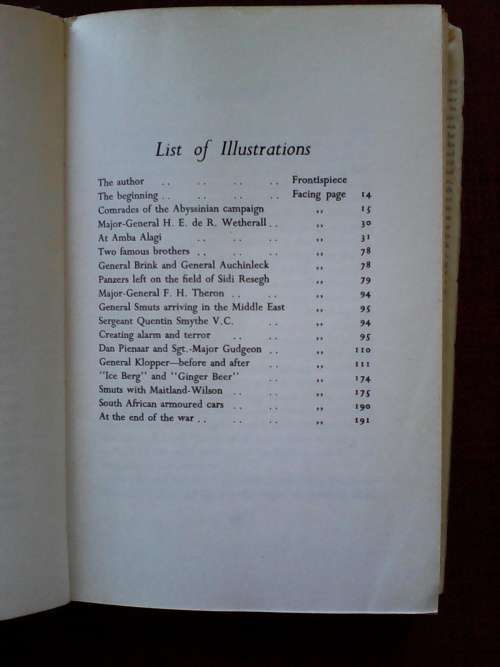 List of Illustrations
The author .. .. .. .. Frontispiece
The beginning .. .. .. .. Facing page 14
Comrades of the Abyssinian campaign ,, 15
Major-General H. E. de R. Wetherall .. ,, 30
At Amba Alagi .. .. .. ,, 31
Two famous brothers .. .. .. ,, 78
General Brink and General Auchinleck ,, 78
Panzers left on the field of Sidi Resegh ,, 79
Major-General F. H. Theron .. .. ,, 94
General Smuts arriving in the Middle East ,, 95
Sergeant Quentin Smythe V.C. .. ,, 94
Creating alarm and terror .. .. ,, 95
Dan Pienaar and Sgt.-Major Gudgeon .. ,, 110
General Klopper—before and after .. ,, 111
"Ice Berg" and "Ginger Beer" .. ,, 174
Smuts with Maitland-Wilson .. .. ,, 175
South African armoured cars .. .. ,, 190
At the end of the war .. .. .. ,, 191